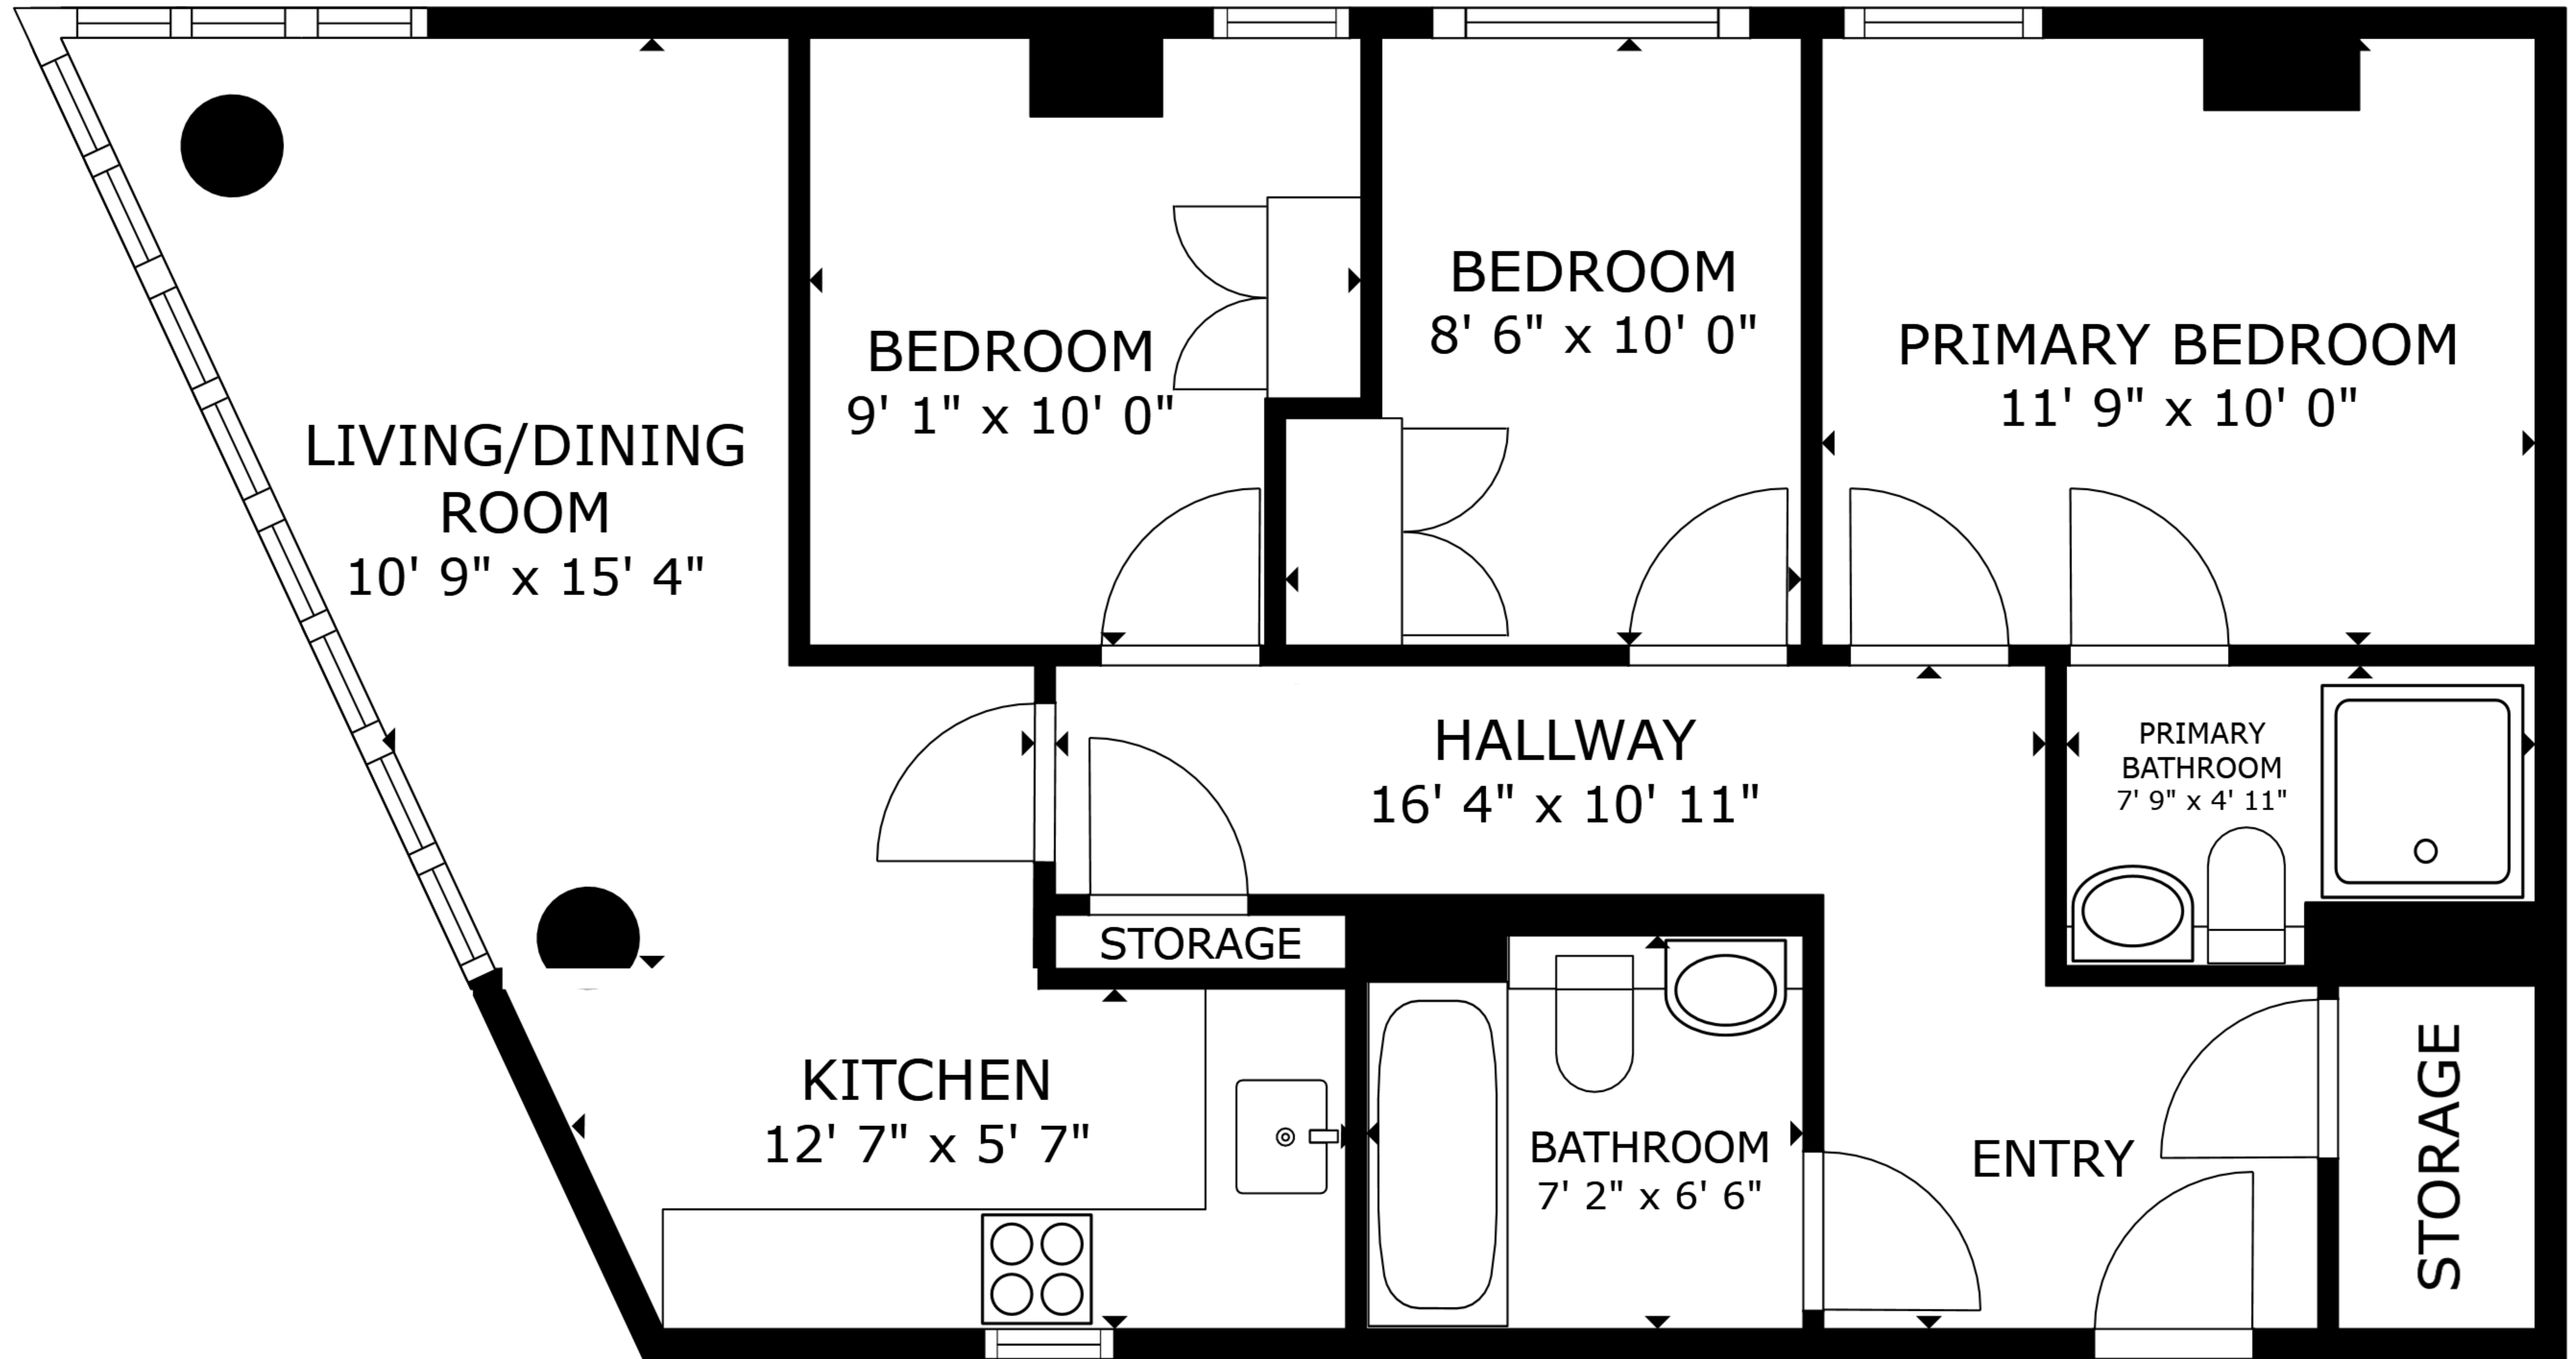 LIVING/DINING
ROOM
10' 9" x 15' 4"
BEDROOM
9' 1" x 10' 0"
BEDROOM
8' 6" x 10' 0"
PRIMARY BEDROOM
11' 9" x 10' 0"
HALLWAY
16' 4" x 10' 11"
PRIMARY
BATHROOM
7' 9" x 4' 11"
STORAGE
KITCHEN
12' 7" x 5' 7"
BATHROOM
7' 2" x 6' 6"
ENTRY
STORAGE